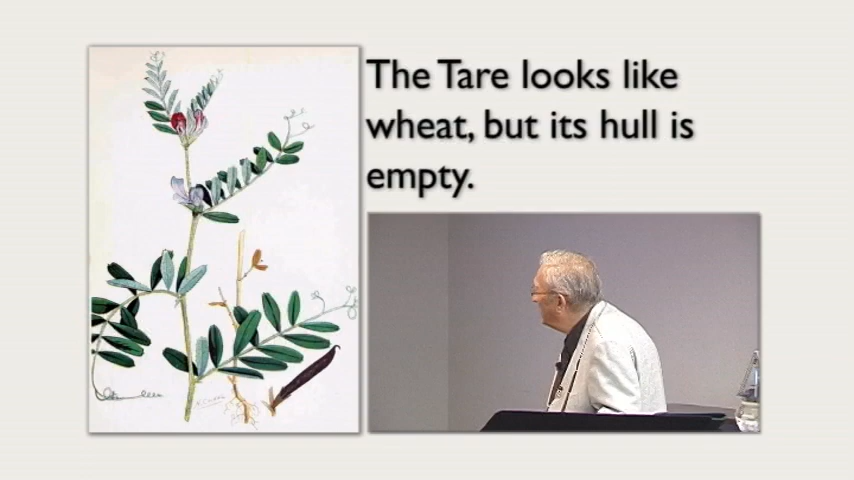 The Tare looks like
wheat, but its hull is
empty.